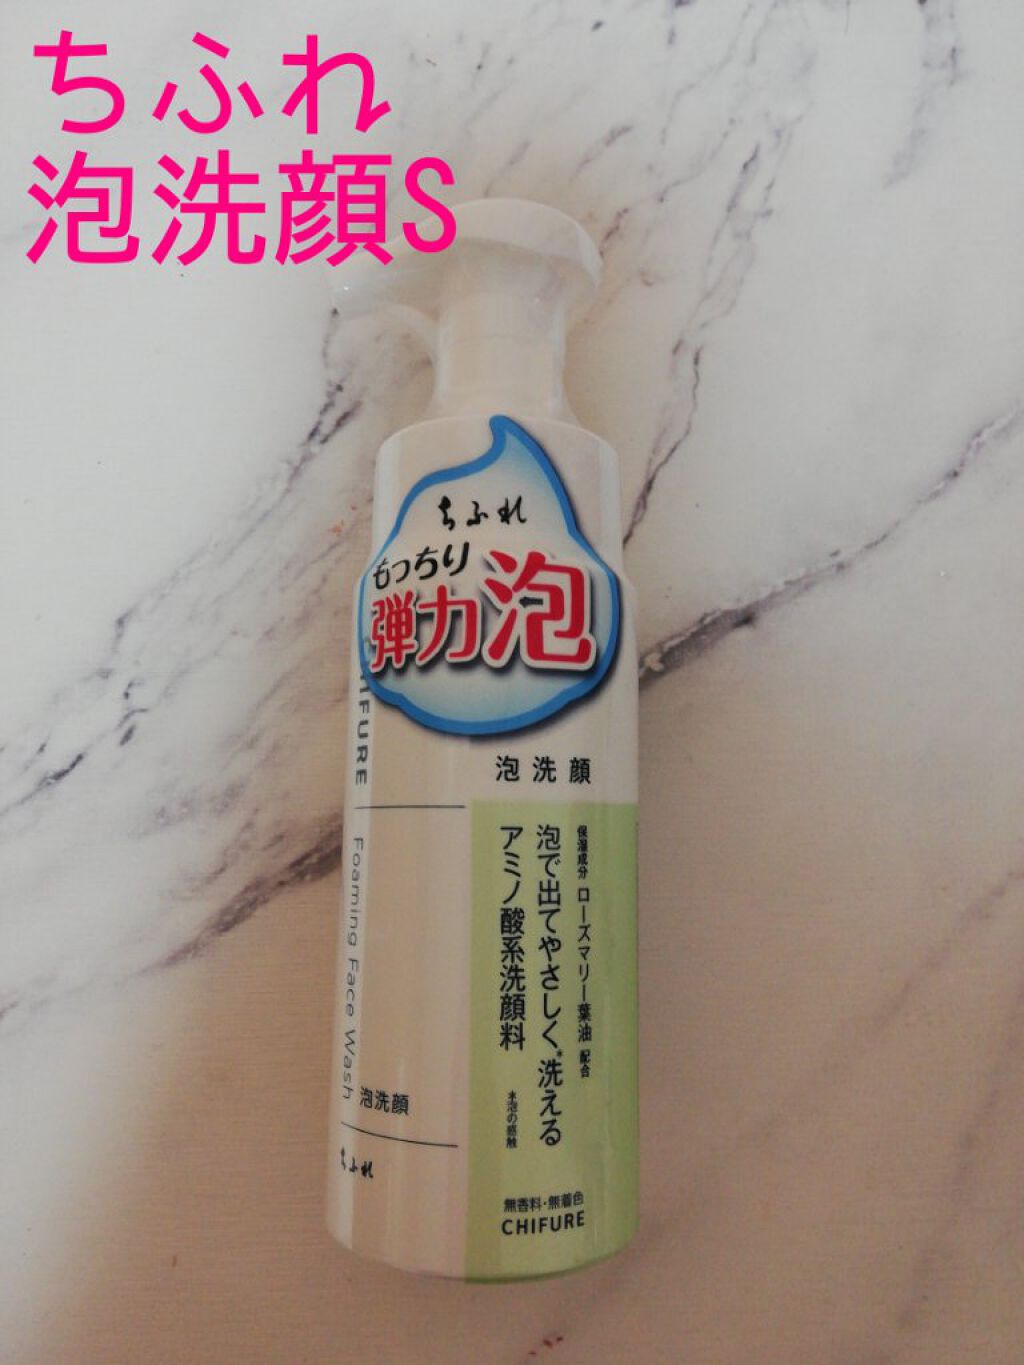 ちふれ
泡洗顔S
ちふれ
もっちり
弾力泡
CHIFURE
Foaming Face Wash
泡洗顔
ちふれ
泡洗顔
保湿成分 ローズマリー葉油 配合
泡で出てやさしく*洗える
アミノ酸系洗顔料
*泡の感触
無香料・無着色
CHIFURE